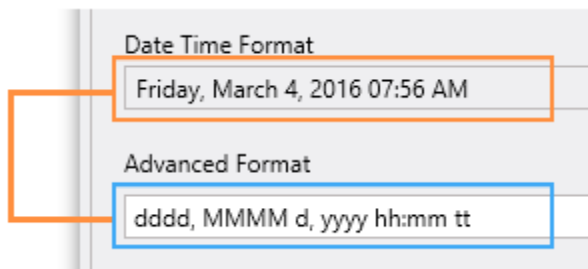 Date Time Format
Friday, March 4, 2016 07:56 AM
Advanced Format
dddd, MMMM d, yyyy hh:mm tt